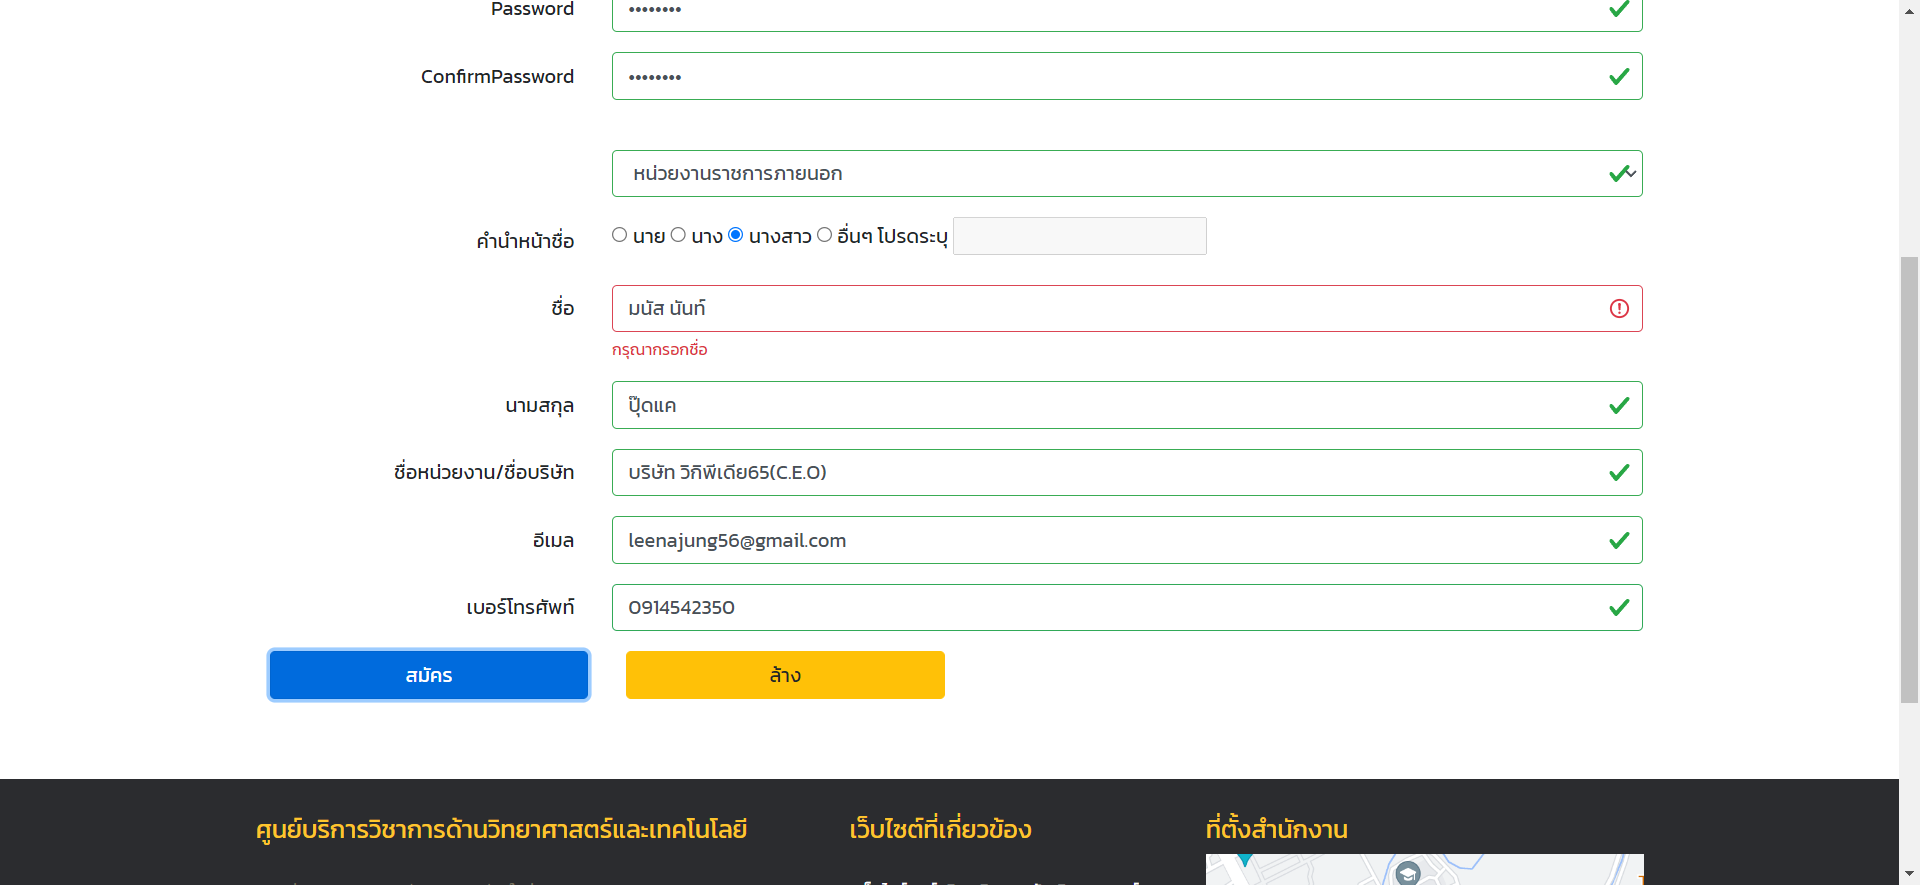 Password ••••••••
ConfirmPassword ••••••••
หน่วยงานราชการภายนอก
คำนำหน้าชื่อ นาย นาง นางสาว อื่นๆ โปรดระบุ
ชื่อ มนัส นันท์
กรุณากรอกชื่อ
นามสกุล ปุ๊ดแค
ชื่อหน่วยงาน/ชื่อบริษัท บริษัท วิกิพีเดีย65(C.E.O)
อีเมล leenajung56@gmail.com
เบอร์โทรศัพท์ 0914542350
สมัคร ล้าง
ศูนย์บริการวิชาการด้านวิทยาศาสตร์และเทคโนโลยี เว็บไซต์ที่เกี่ยวข้อง ที่ตั้งสำนักงาน